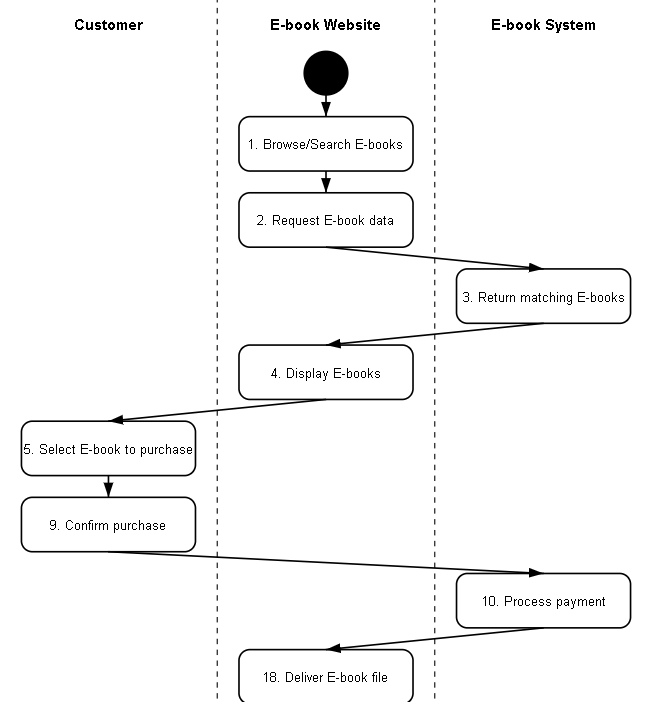 Customer
E-book Website
E-book System
1. Browse/Search E-books
2. Request E-book data
3. Return matching E-books
4. Display E-books
5. Select E-book to purchase
9. Confirm purchase
10. Process payment
18. Deliver E-book file